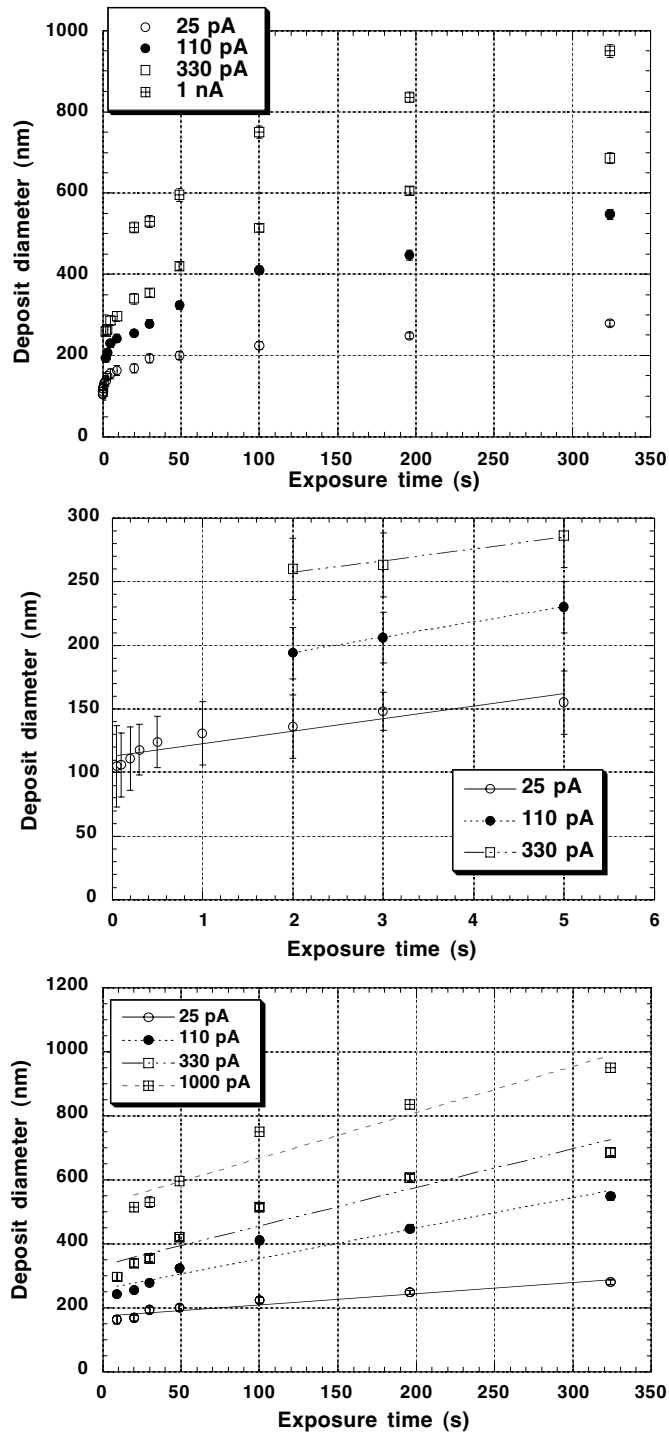 25 pA
110 pA
330 pA
1 nA
1000
800
600
400
200
0
Deposit diameter (nm)
0 50 100 150 200 250 300 350
Exposure time (s)
300
250
200
150
100
50
0
Deposit diameter (nm)
25 pA
110 pA
330 pA
0 1 2 3 4 5 6
Exposure time (s)
1200
1000
800
600
400
200
0
Deposit diameter (nm)
25 pA
110 pA
330 pA
1000 pA
0 50 100 150 200 250 300 350
Exposure time (s)